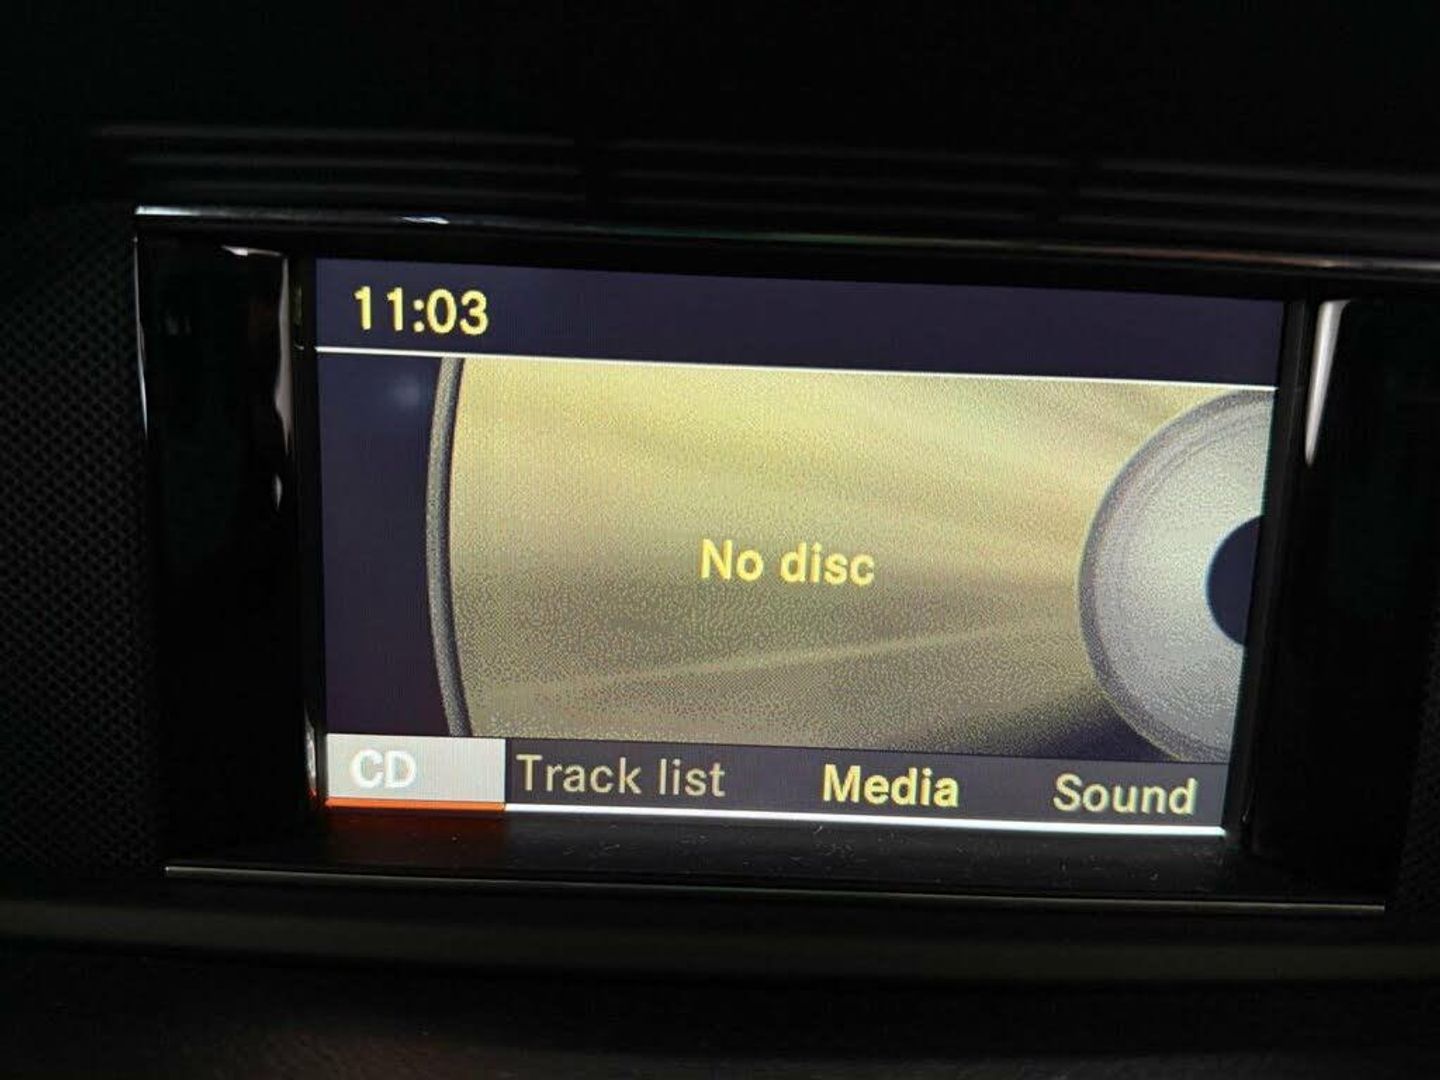 11:03
No disc
CD Track list Media Sound